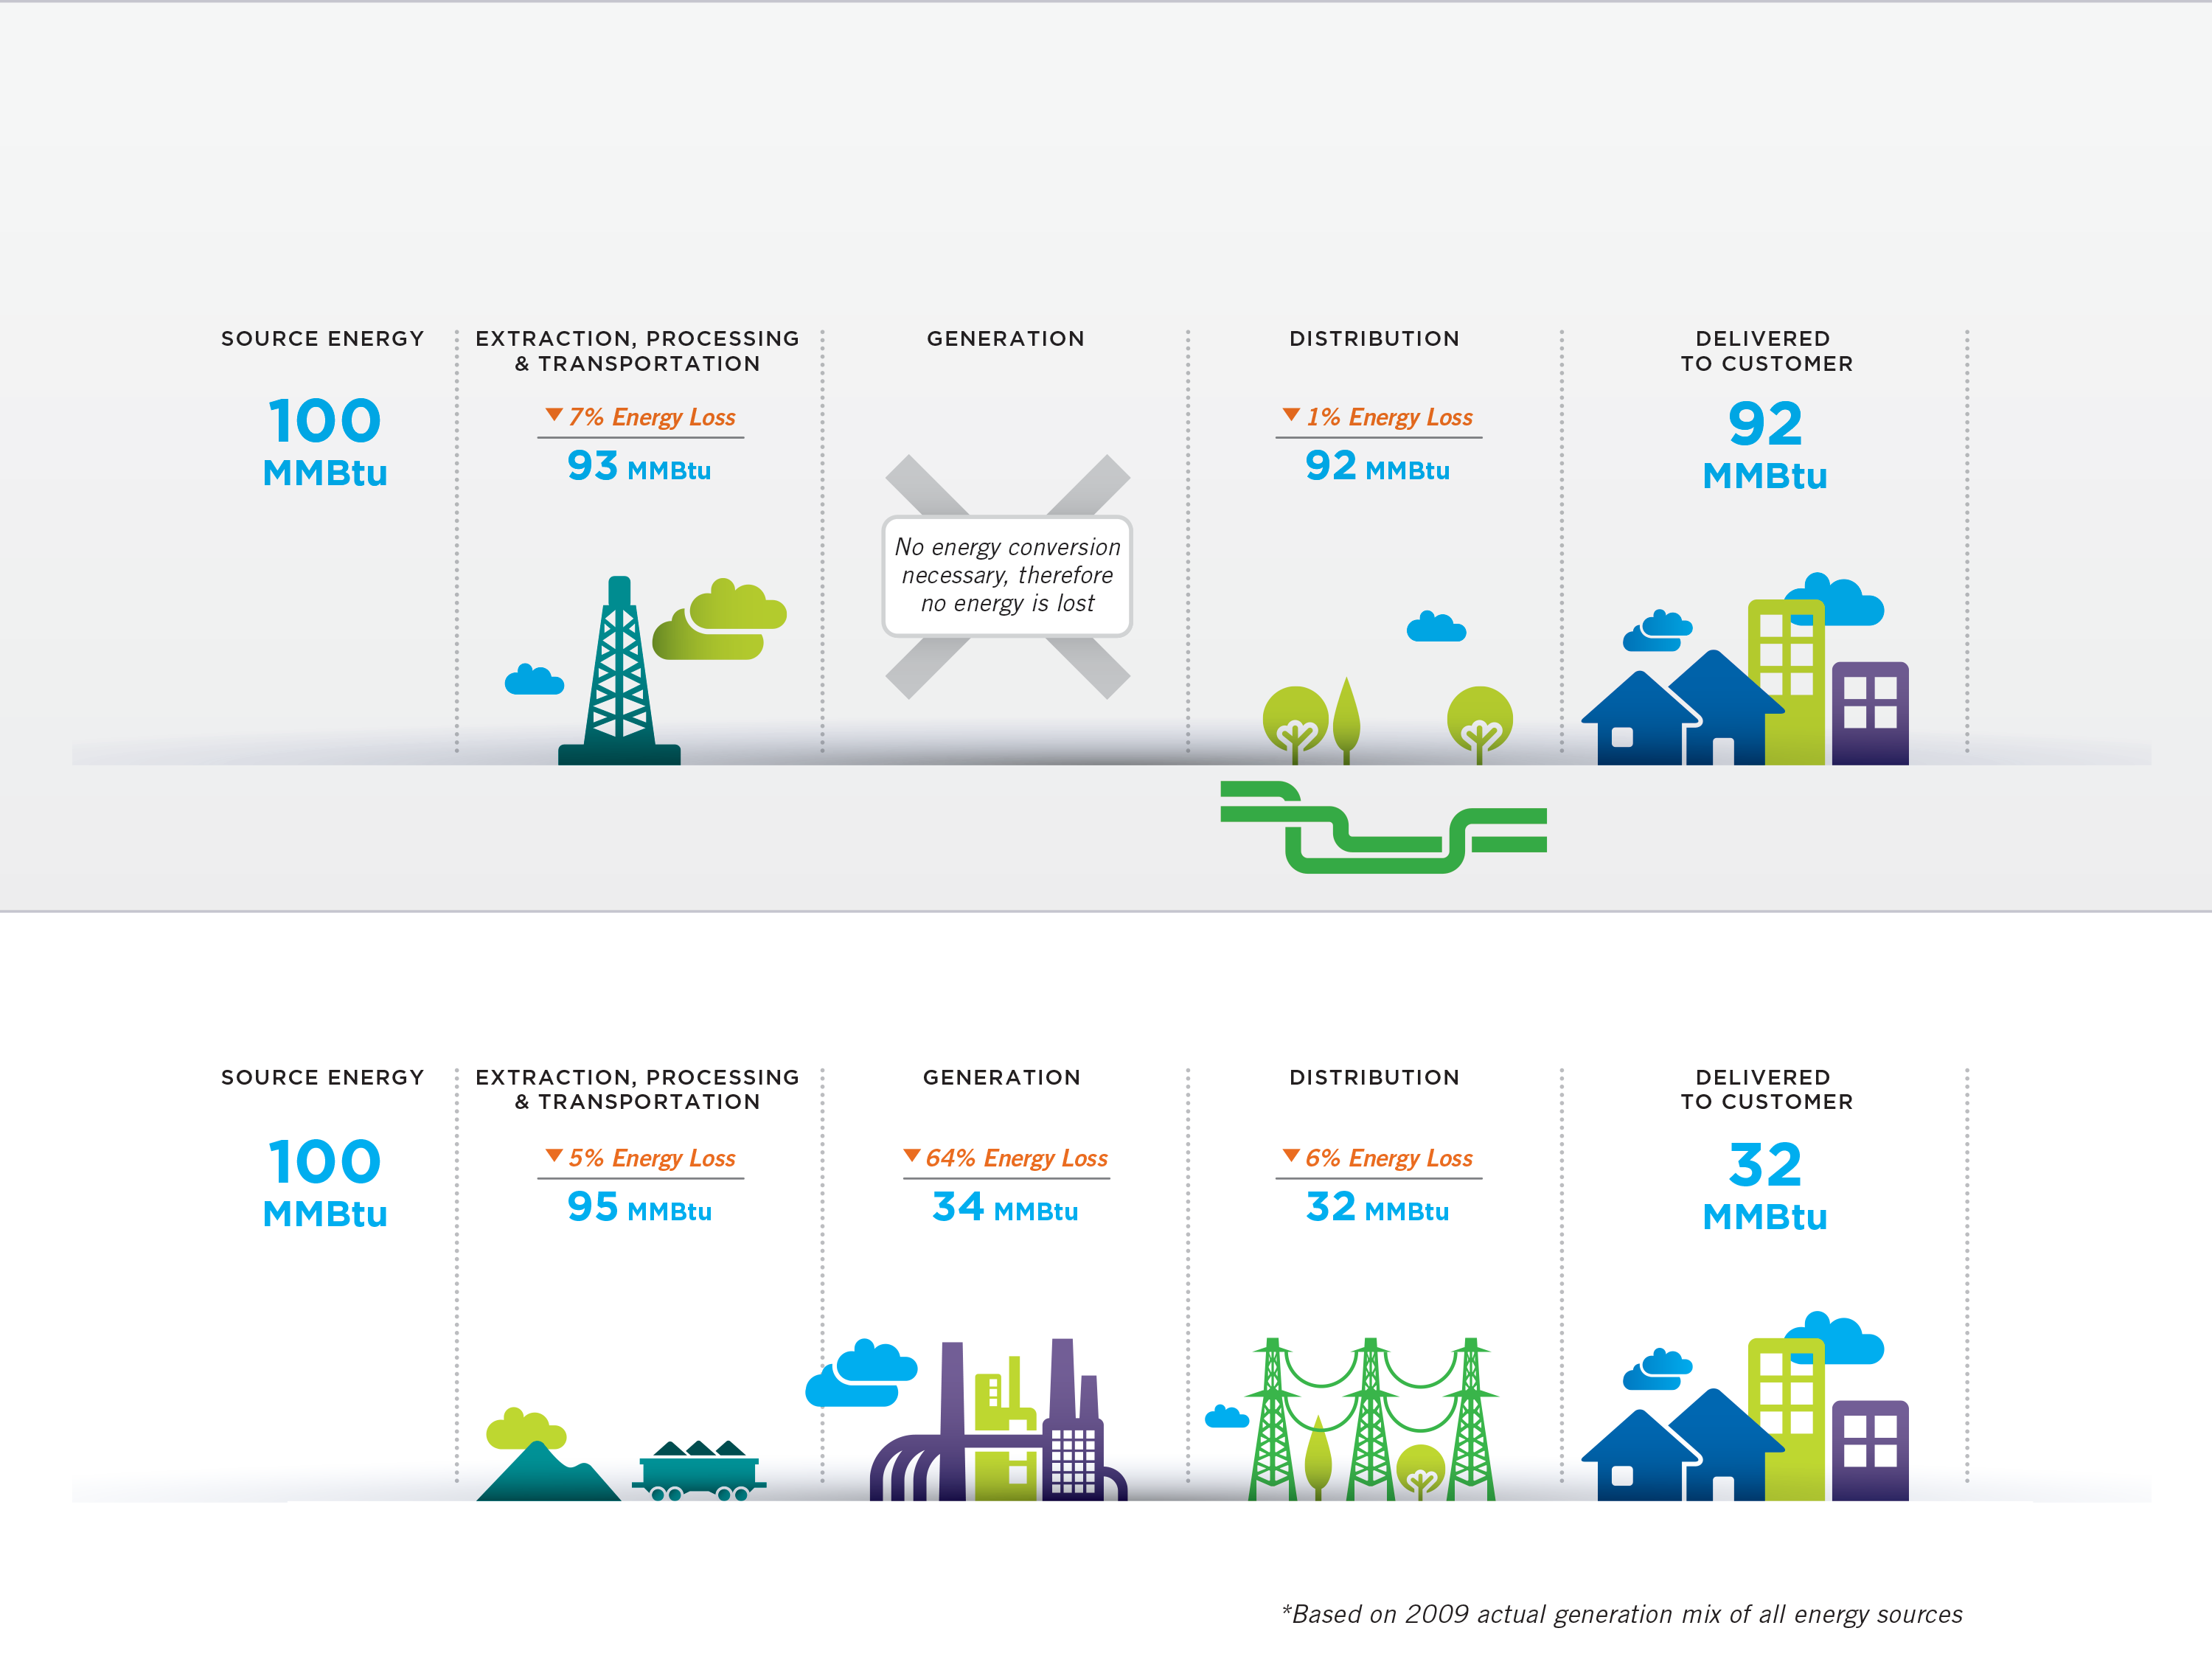 SOURCE ENERGY
100
MMBtu
EXTRACTION, PROCESSING
& TRANSPORTATION
7% Energy Loss
93 MMBtu
GENERATION
No energy conversion
necessary, therefore
no energy is lost
DISTRIBUTION
1% Energy Loss
92 MMBtu
DELIVERED
TO CUSTOMER
92
MMBtu
SOURCE ENERGY
100
MMBtu
EXTRACTION, PROCESSING
& TRANSPORTATION
5% Energy Loss
95 MMBtu
GENERATION
64% Energy Loss
34 MMBtu
DISTRIBUTION
6% Energy Loss
32 MMBtu
DELIVERED
TO CUSTOMER
32
MMBtu
*Based on 2009 actual generation mix of all energy sources